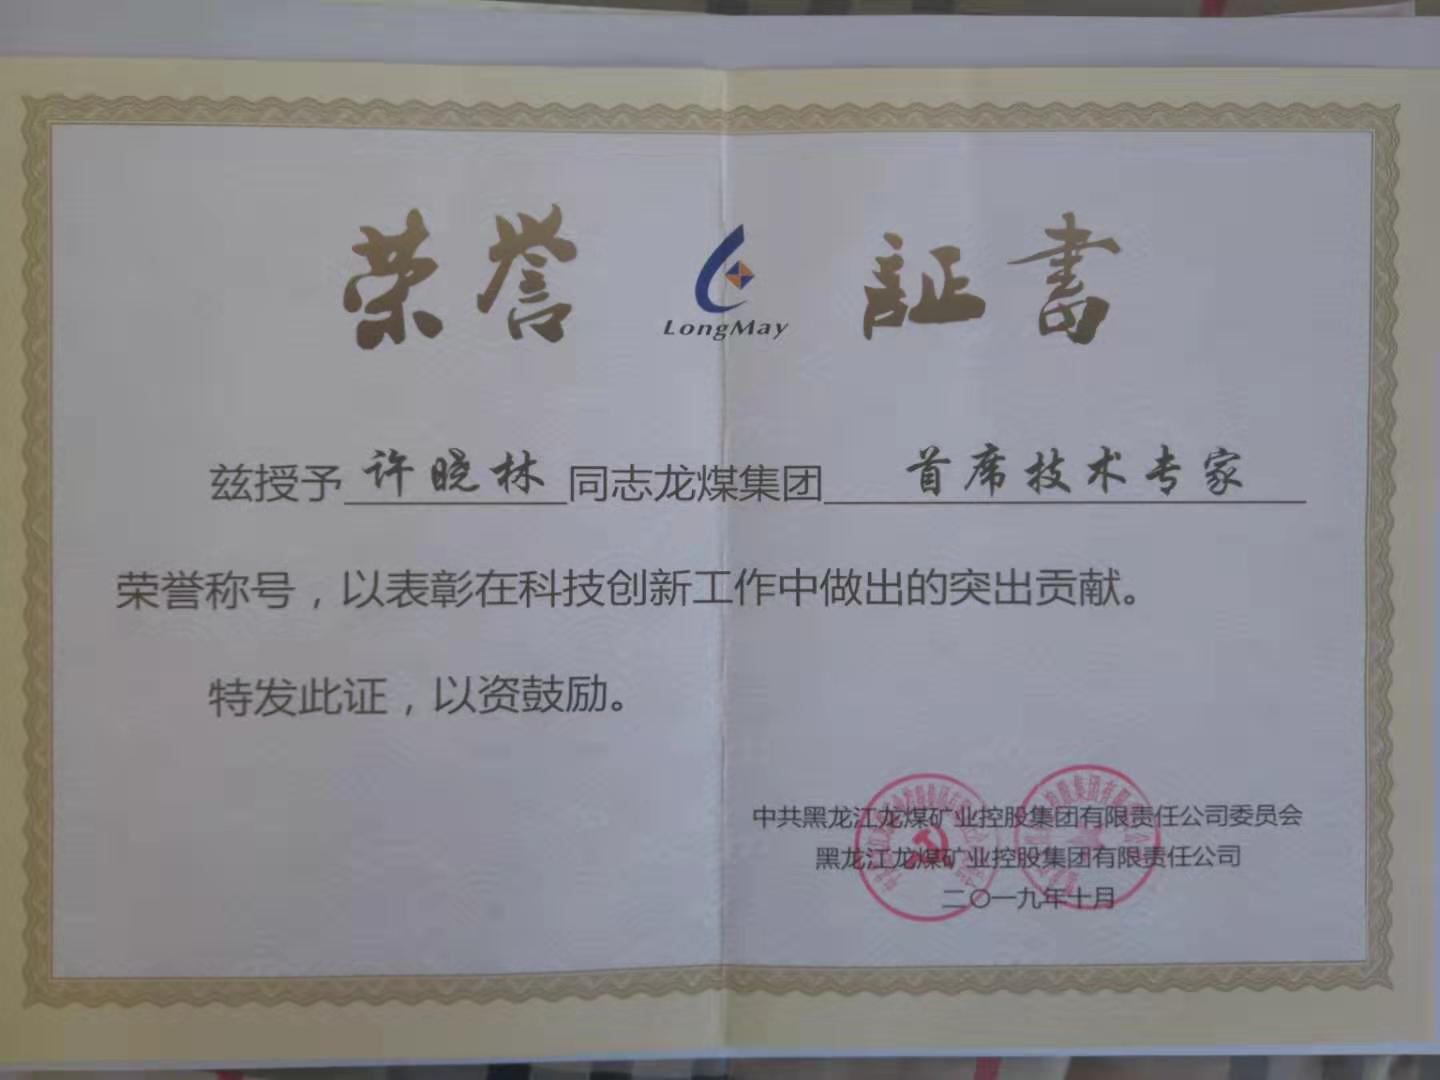 荣誉 證書
LongMay
兹授予 许晓林 同志龙煤集团 首席技术专家
荣誉称号，以表彰在科技创新工作中做出的突出贡献。
特发此证，以资鼓励。
中共黑龙江龙煤矿业控股集团有限责任公司委员会
黑龙江龙煤矿业控股集团有限责任公司
二〇一九年十月